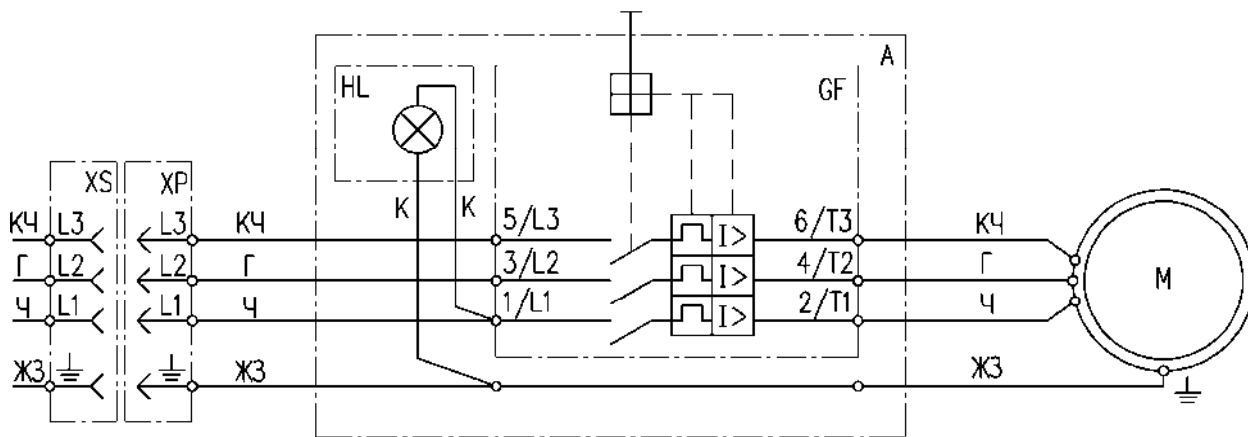 A
HL
GF
XS
XP
К
К
КЧ
L3
L3
КЧ
5/L3
6/T3
КЧ
Г
L2
L2
Г
3/L2
I>
4/T2
Г
Ч
L1
L1
Ч
1/L1
I>
2/T1
Ч
I>
M
ЖЗ
ЖЗ
ЖЗ